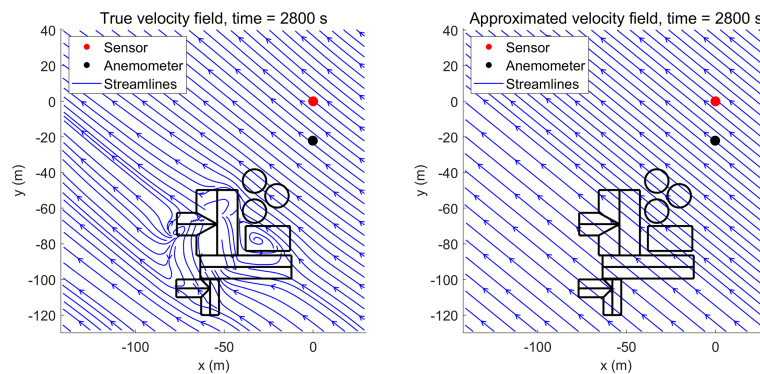 True velocity field, time = 2800 s
Sensor
Anemometer
Streamlines
40
20
0
-20
-40
-60
-80
-100
-120
y (m)
-100
-50
0
x (m)
Approximated velocity field, time = 2800 s
Sensor
Anemometer
Streamlines
40
20
0
-20
-40
-60
-80
-100
-120
y (m)
-100
-50
0
x (m)